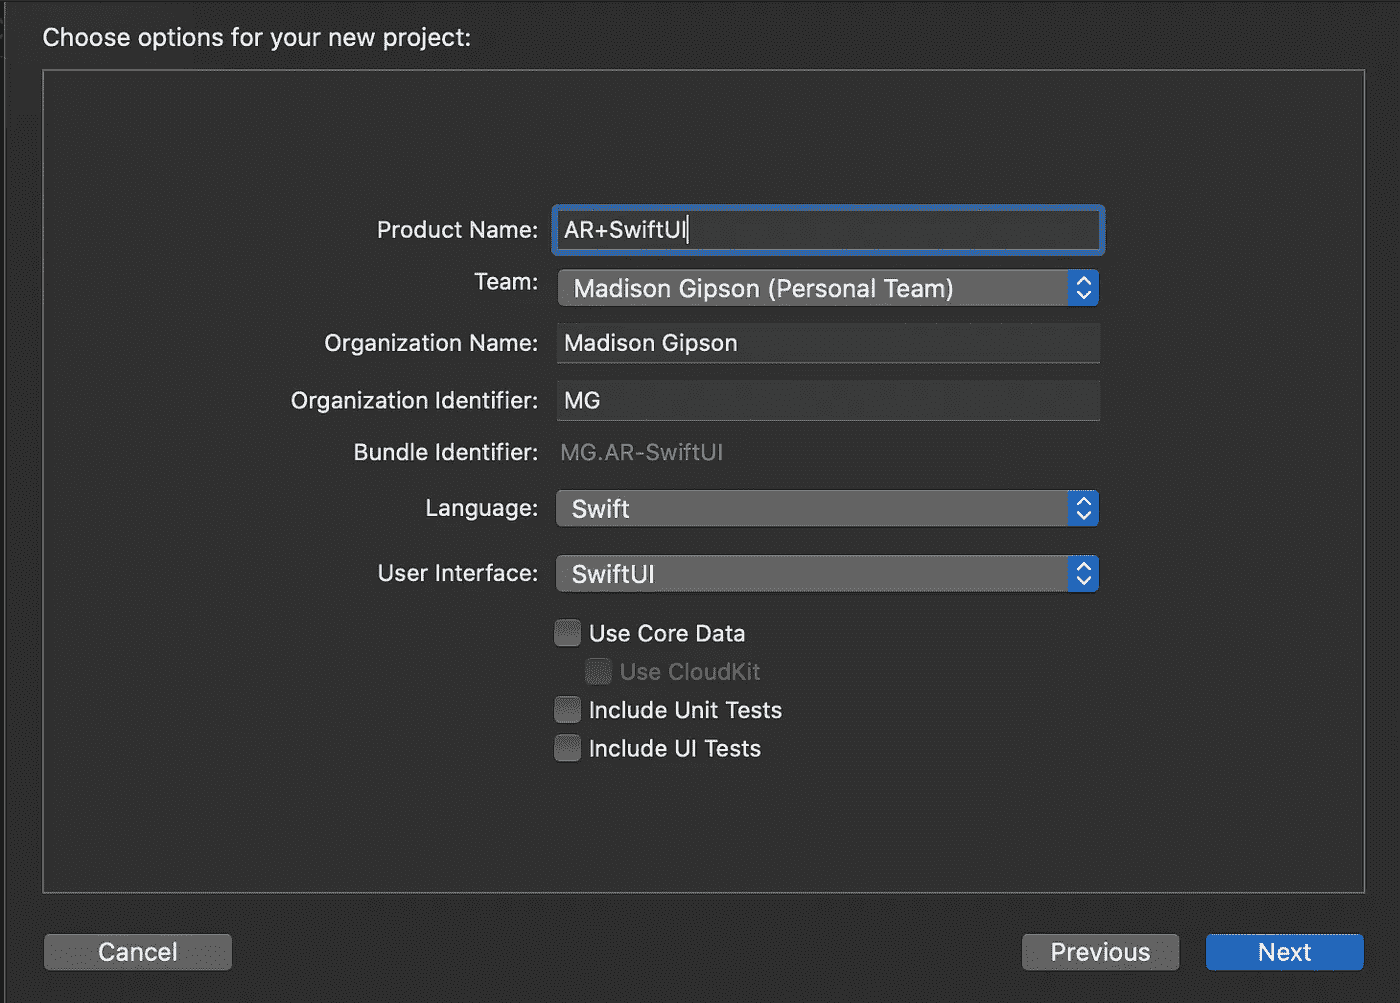 Choose options for your new project:
Product Name: AR+SwiftUI
Team: Madison Gipson (Personal Team)
Organization Name: Madison Gipson
Organization Identifier: MG
Bundle Identifier: MG.AR-SwiftUI
Language: Swift
User Interface: SwiftUI
Use Core Data
Use CloudKit
Include Unit Tests
Include UI Tests
Cancel Previous Next